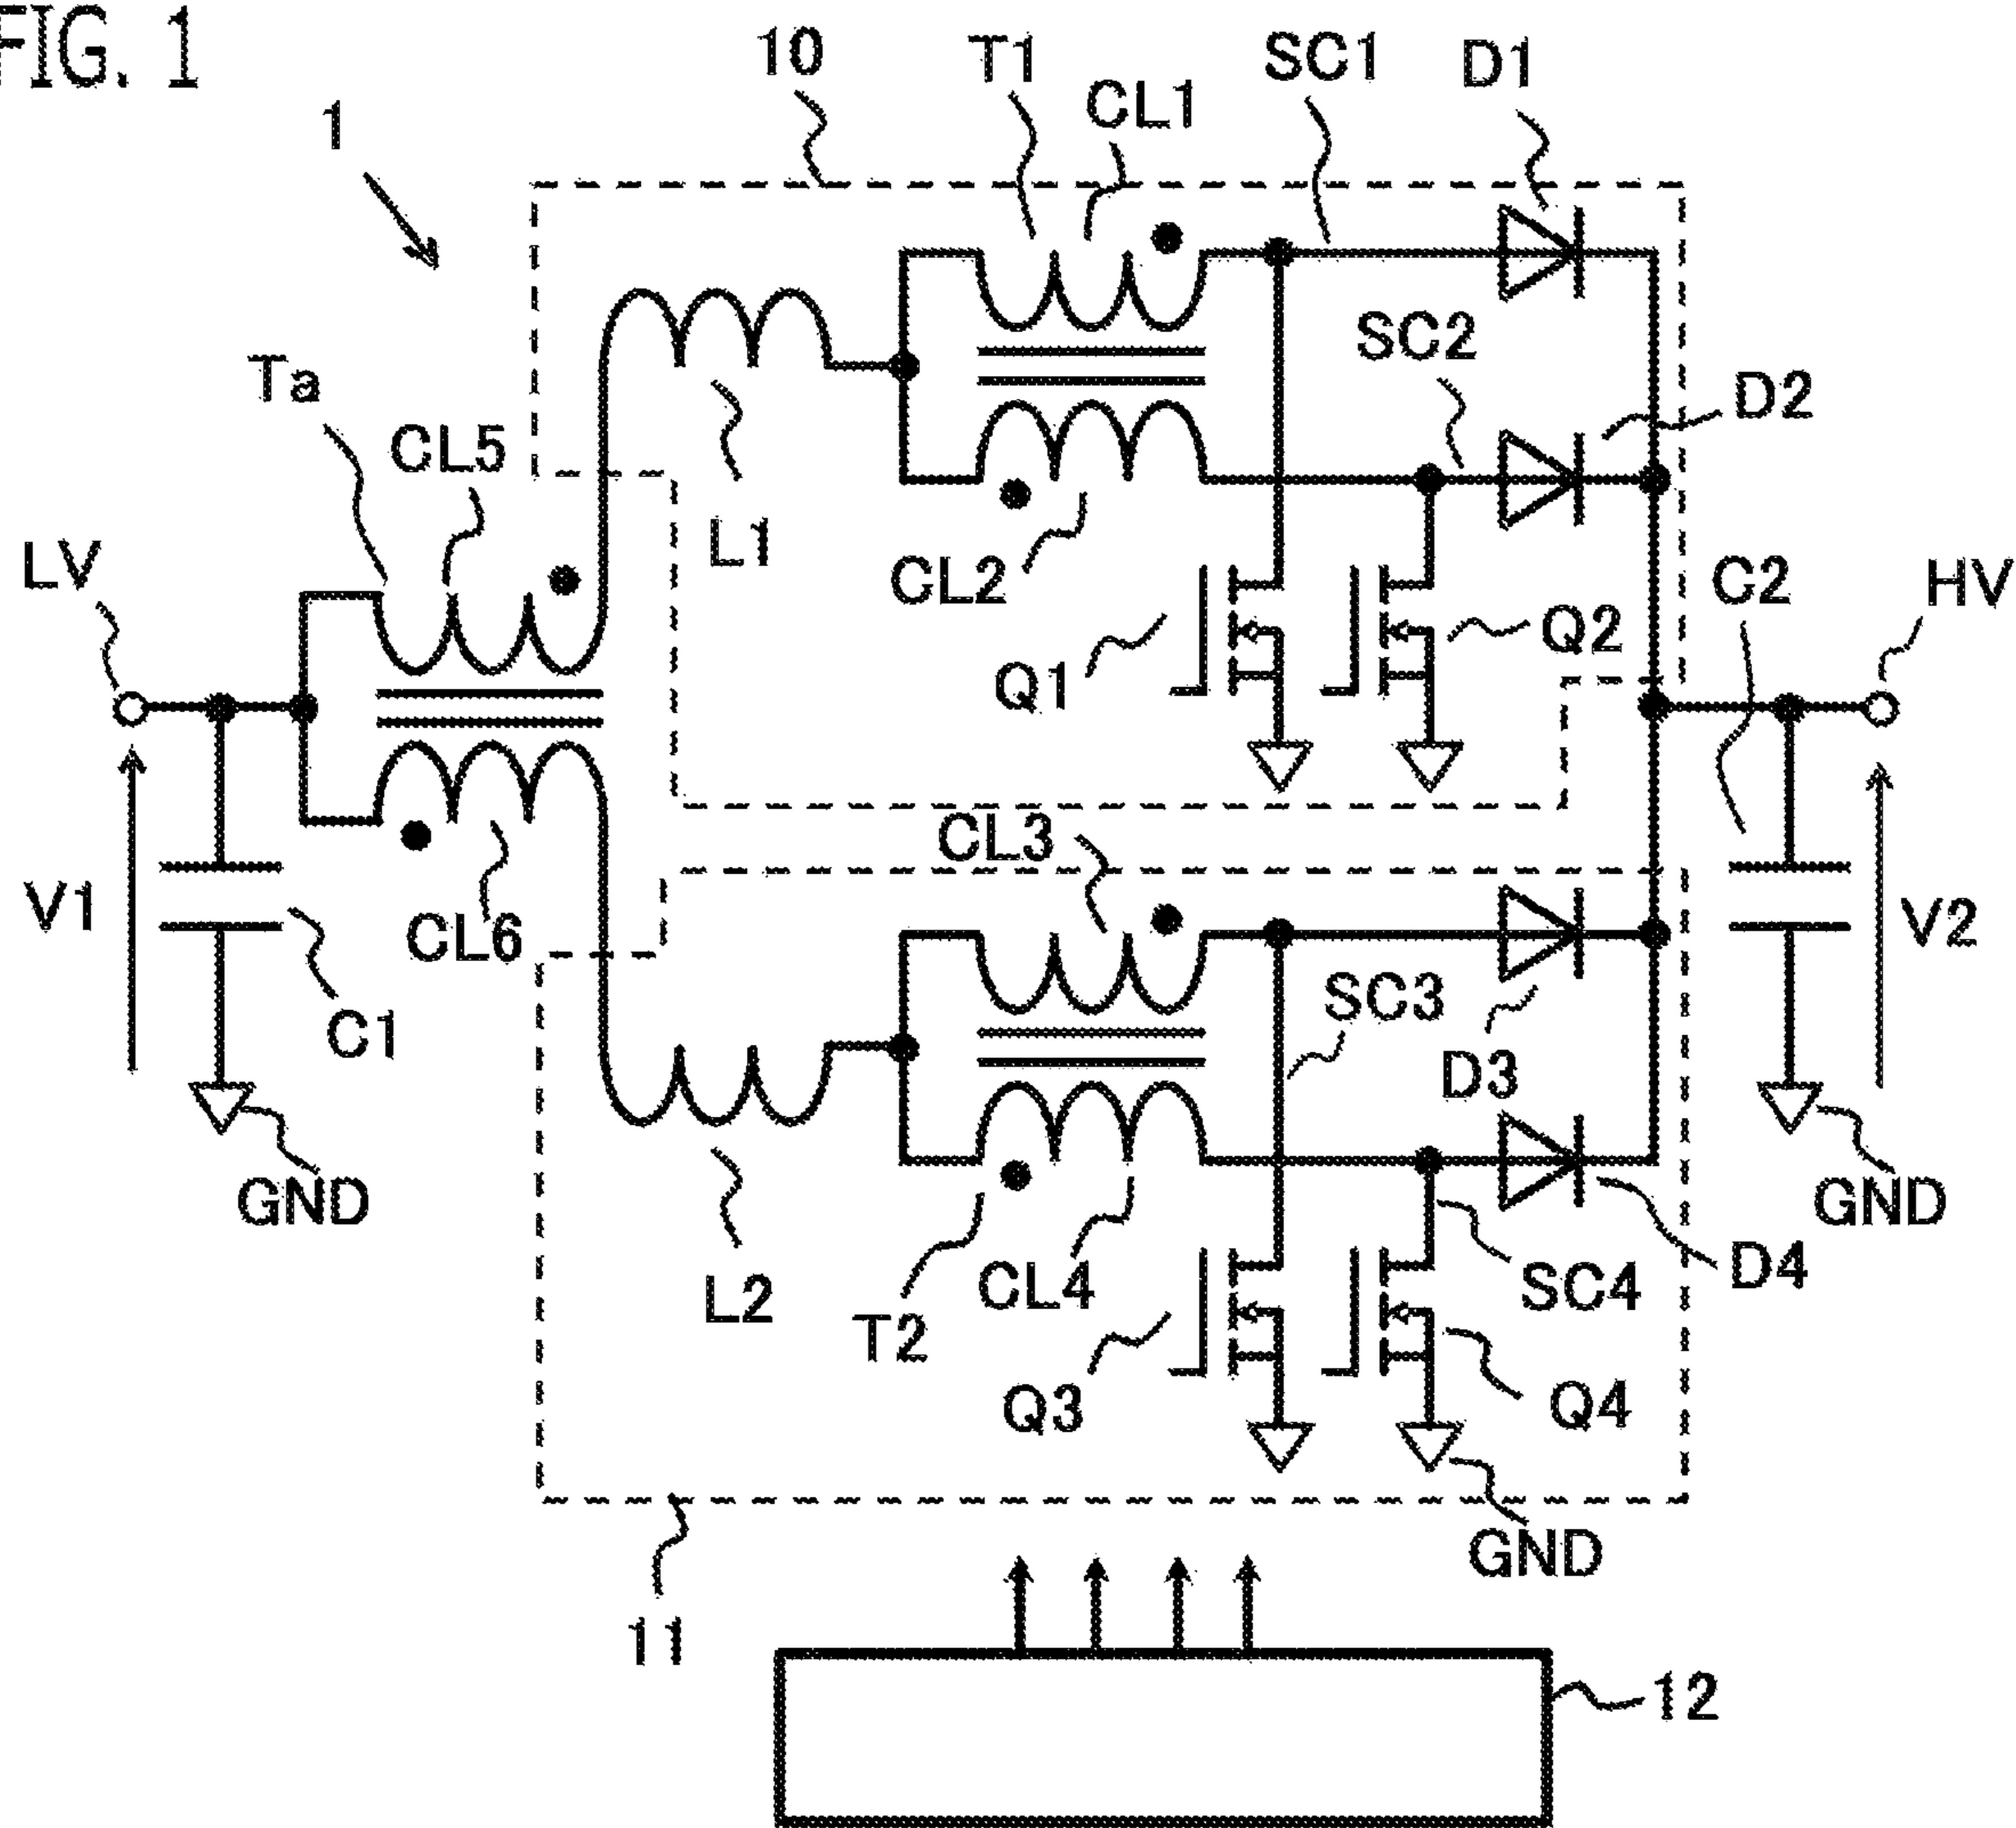 FIG. 1
1
10
T1
CL1
SC1
D1
SC2
D2
Ta
CL5
L1
CL2
LV
C2
HV
Q1
Q2
CL3
V1
CL6
C1
SC3
D3
V2
GND
GND
L2
T2
CL4
SC4
D4
Q3
Q4
GND
11
12